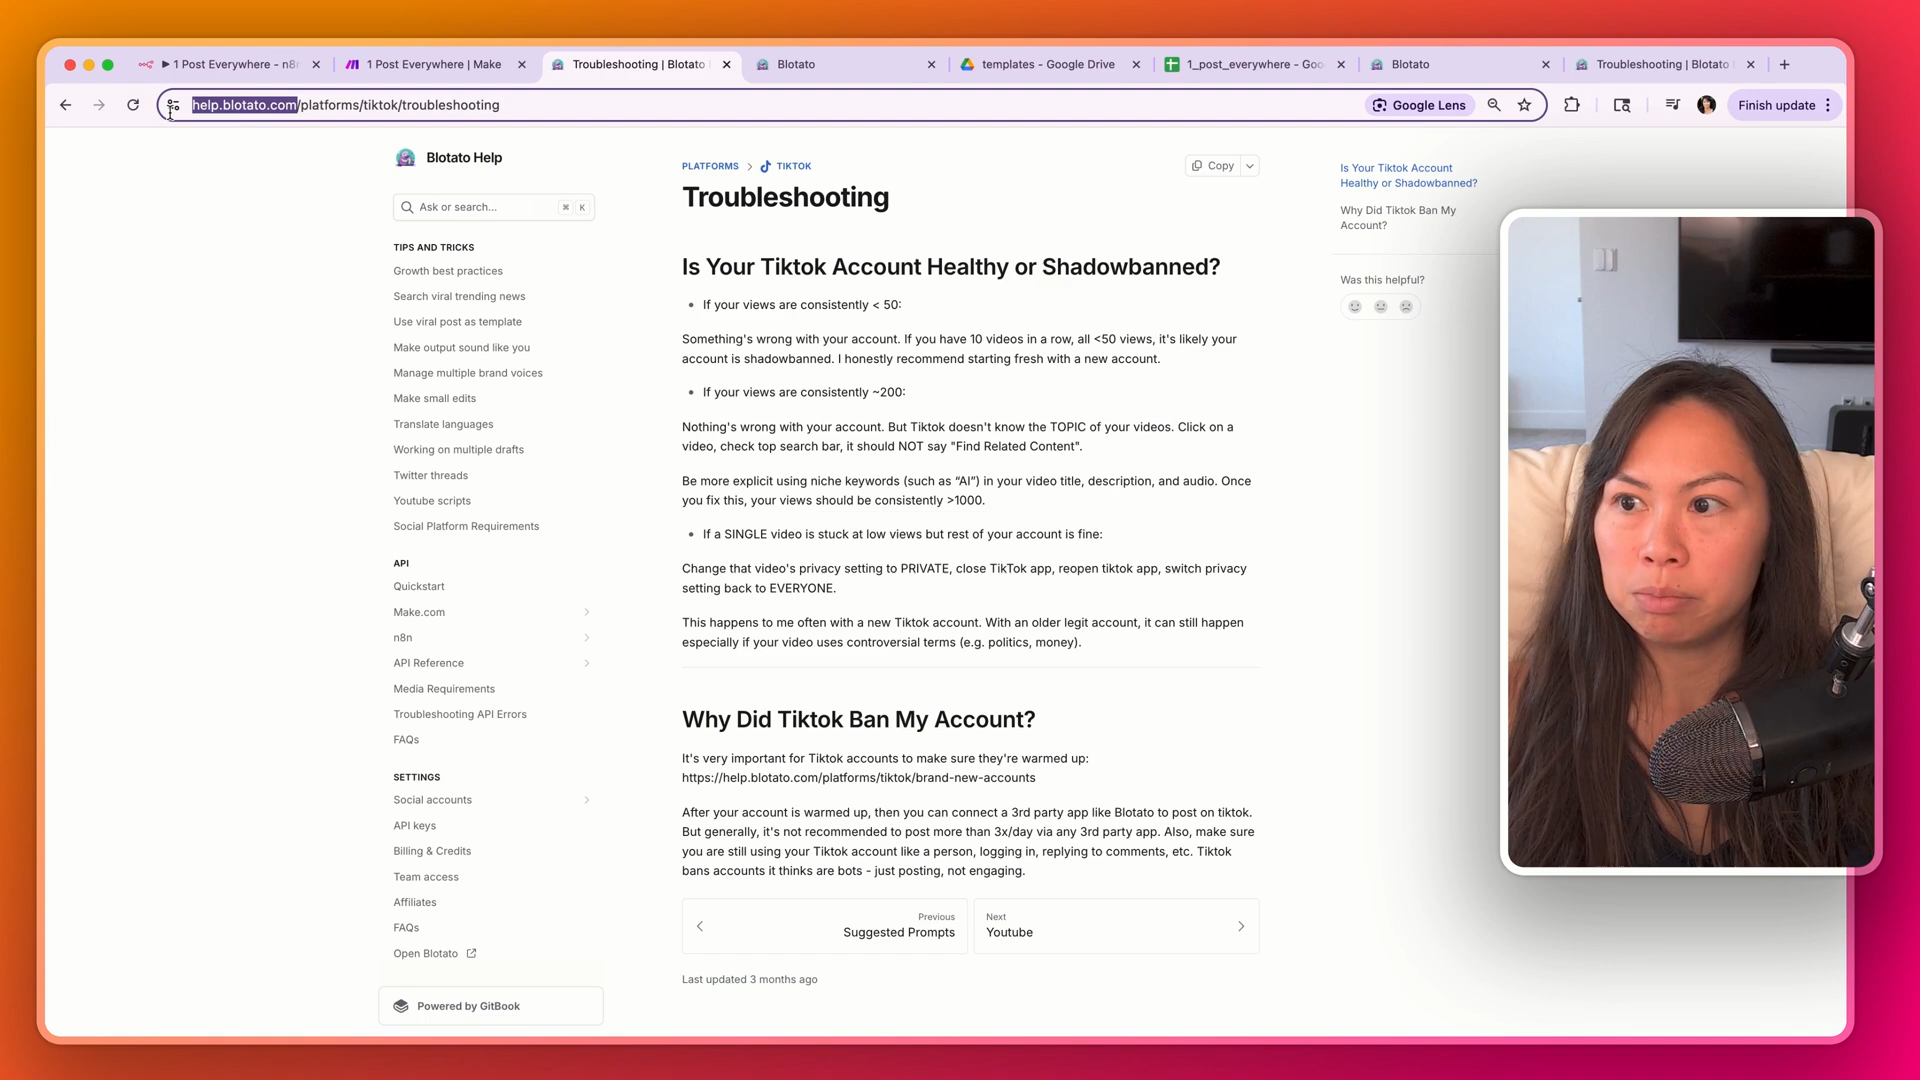 1 Post Everywhere - n8n
1 Post Everywhere | Make
Troubleshooting | Blotato
Blotato
templates - Google Drive
1_post_everywhere - Goo
Blotato
Troubleshooting | Blotato
help.blotato.com/platforms/tiktok/troubleshooting
Google Lens
Finish update
Blotato Help
Ask or search...
⌘ K
TIPS AND TRICKS
Growth best practices
Search viral trending news
Use viral post as template
Make output sound like you
Manage multiple brand voices
Make small edits
Translate languages
Working on multiple drafts
Twitter threads
Youtube scripts
Social Platform Requirements
API
Quickstart
Make.com
n8n
API Reference
Media Requirements
Troubleshooting API Errors
FAQs
SETTINGS
Social accounts
API keys
Billing & Credits
Team access
Affiliates
FAQs
Open Blotato
Powered by GitBook
PLATFORMS > TIKTOK
Copy
Troubleshooting
Is Your Tiktok Account Healthy or Shadowbanned?
• If your views are consistently < 50:
Something's wrong with your account. If you have 10 videos in a row, all <50 views, it's likely your
account is shadowbanned. I honestly recommend starting fresh with a new account.
• If your views are consistently ~200:
Nothing's wrong with your account. But Tiktok doesn't know the TOPIC of your videos. Click on a
video, check top search bar, it should NOT say "Find Related Content".
Be more explicit using niche keywords (such as “AI”) in your video title, description, and audio. Once
you fix this, your views should be consistently >1000.
• If a SINGLE video is stuck at low views but rest of your account is fine:
Change that video's privacy setting to PRIVATE, close TikTok app, reopen tiktok app, switch privacy
setting back to EVERYONE.
This happens to me often with a new Tiktok account. With an older legit account, it can still happen
especially if your video uses controversial terms (e.g. politics, money).
Why Did Tiktok Ban My Account?
It's very important for Tiktok accounts to make sure they're warmed up:
https://help.blotato.com/platforms/tiktok/brand-new-accounts
After your account is warmed up, then you can connect a 3rd party app like Blotato to post on tiktok.
But generally, it's not recommended to post more than 3x/day via any 3rd party app. Also, make sure
you are still using your Tiktok account like a person, logging in, replying to comments, etc. Tiktok
bans accounts it thinks are bots - just posting, not engaging.
Previous
Suggested Prompts
Next
Youtube
Last updated 3 months ago
Is Your Tiktok Account
Healthy or Shadowbanned?
Why Did Tiktok Ban My
Account?
Was this helpful?